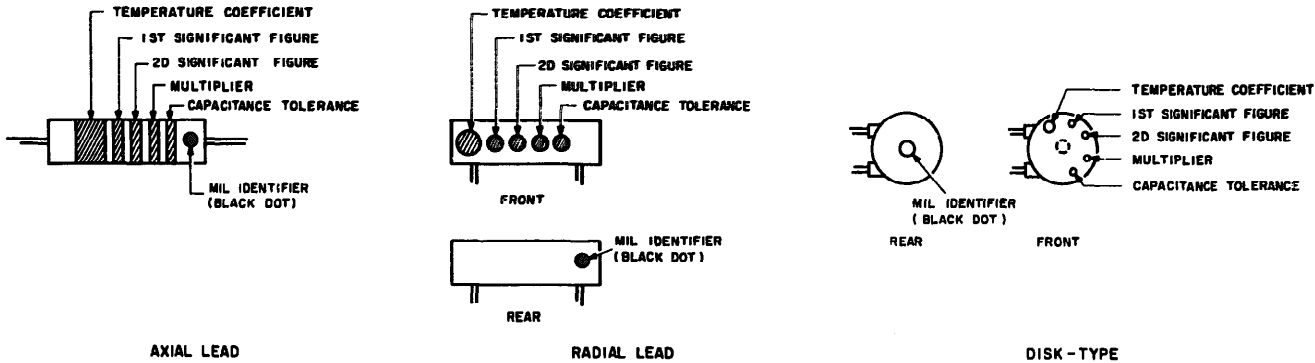 TEMPERATURE COEFFICIENT
1ST SIGNIFICANT FIGURE
2D SIGNIFICANT FIGURE
MULTIPLIER
CAPACITANCE TOLERANCE
MIL IDENTIFIER
(BLACK DOT)
AXIAL LEAD
TEMPERATURE COEFFICIENT
1ST SIGNIFICANT FIGURE
2D SIGNIFICANT FIGURE
MULTIPLIER
CAPACITANCE TOLERANCE
FRONT
MIL IDENTIFIER
(BLACK DOT)
REAR
RADIAL LEAD
MIL IDENTIFIER
(BLACK DOT)
REAR
TEMPERATURE COEFFICIENT
1ST SIGNIFICANT FIGURE
2D SIGNIFICANT FIGURE
MULTIPLIER
CAPACITANCE TOLERANCE
FRONT
DISK-TYPE